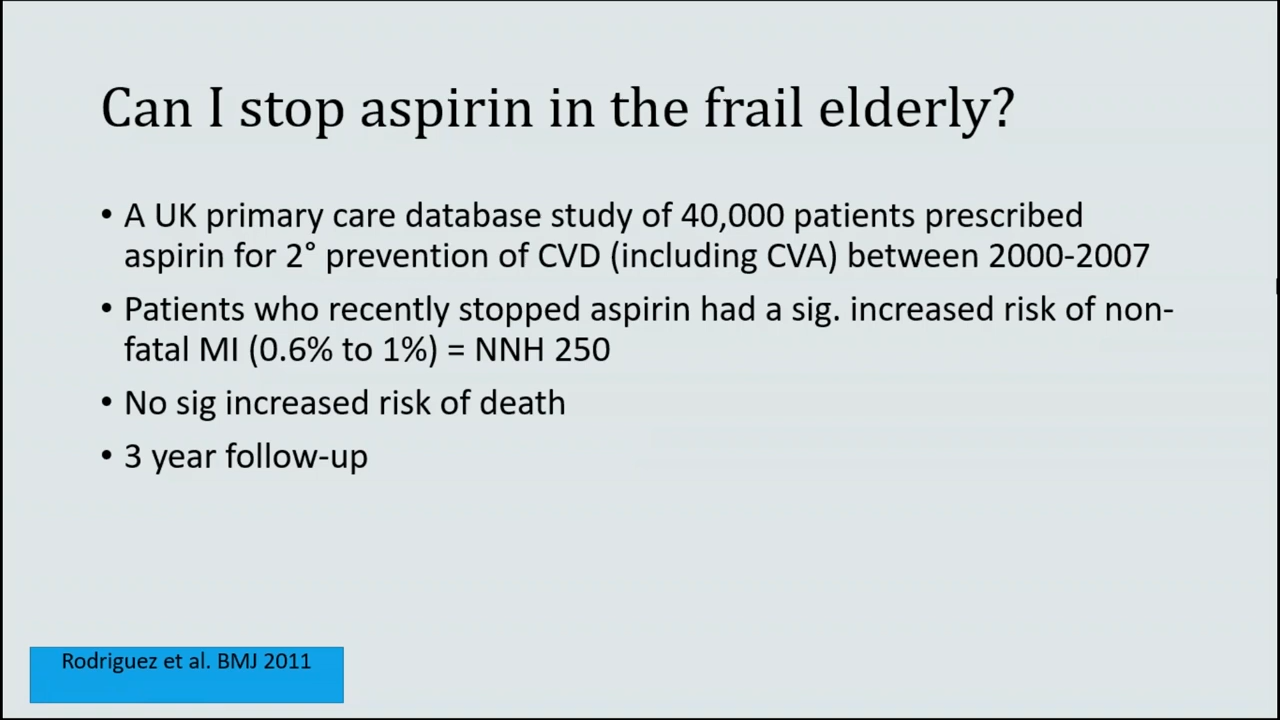 Can I stop aspirin in the frail elderly?
• A UK primary care database study of 40,000 patients prescribed
aspirin for 2° prevention of CVD (including CVA) between 2000-2007
• Patients who recently stopped aspirin had a sig. increased risk of non-
fatal MI (0.6% to 1%) = NNH 250
• No sig increased risk of death
• 3 year follow-up
Rodriguez et al. BMJ 2011